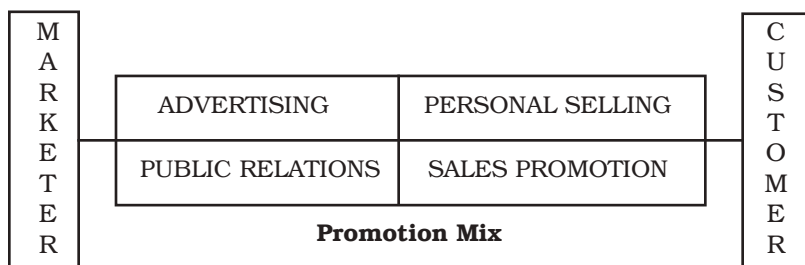 MARKETER
ADVERTISING
PERSONAL SELLING
PUBLIC RELATIONS
SALES PROMOTION
Promotion Mix
CUSTOMER